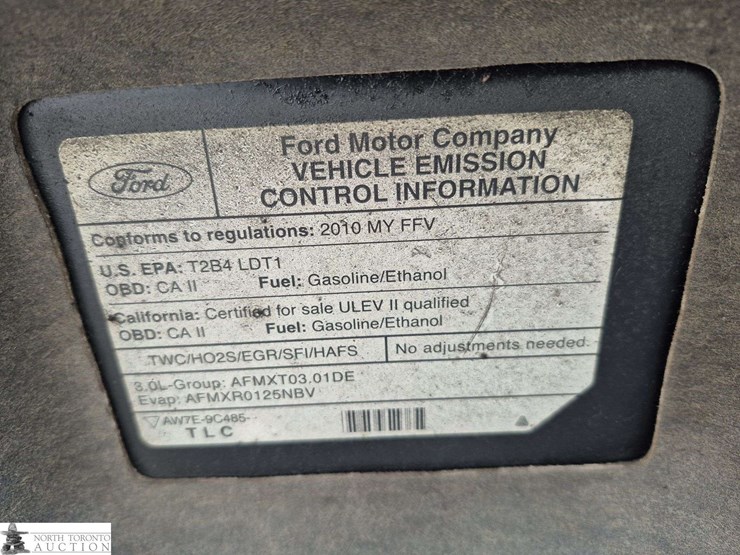 Ford
Ford Motor Company
VEHICLE EMISSION
CONTROL INFORMATION
Conforms to regulations: 2010 MY FFV
U.S. EPA: T2B4 LDT1
OBD: CA II Fuel: Gasoline/Ethanol
California: Certified for sale ULEV II qualified
OBD: CA II Fuel: Gasoline/Ethanol
TWC/HO2S/EGR/SFI/HAFS No adjustments needed.
3.0L-Group: AFMXT03.01DE
Evap: AFMXR0125NBV
AW7E-9C485-
TLC
NORTH TORONTO
AUCTION